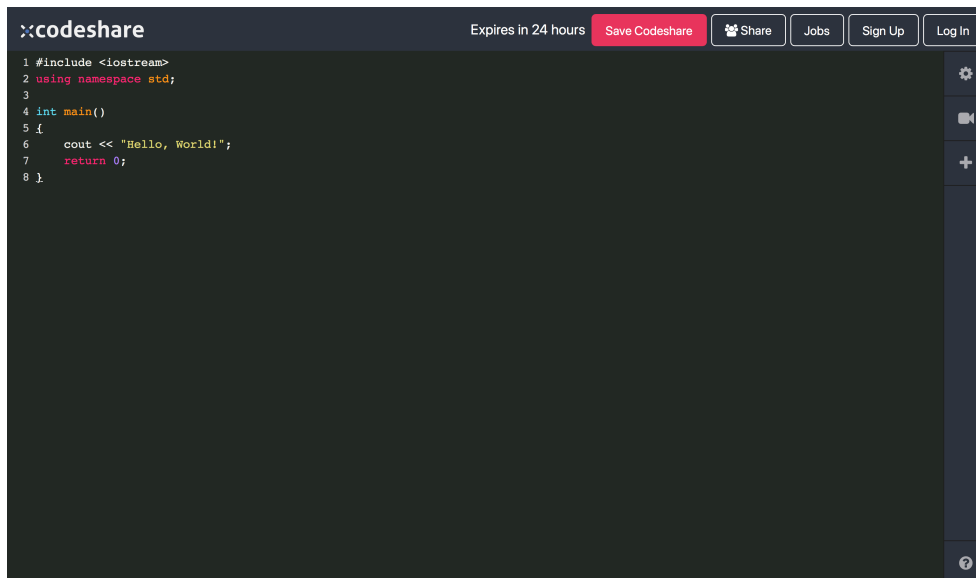 codeshare
Expires in 24 hours
Save Codeshare
Share
Jobs
Sign Up
Log In
1 #include <iostream>
2 using namespace std;
3
4 int main()
5 {
6     cout << "Hello, World!";
7     return 0;
8 }